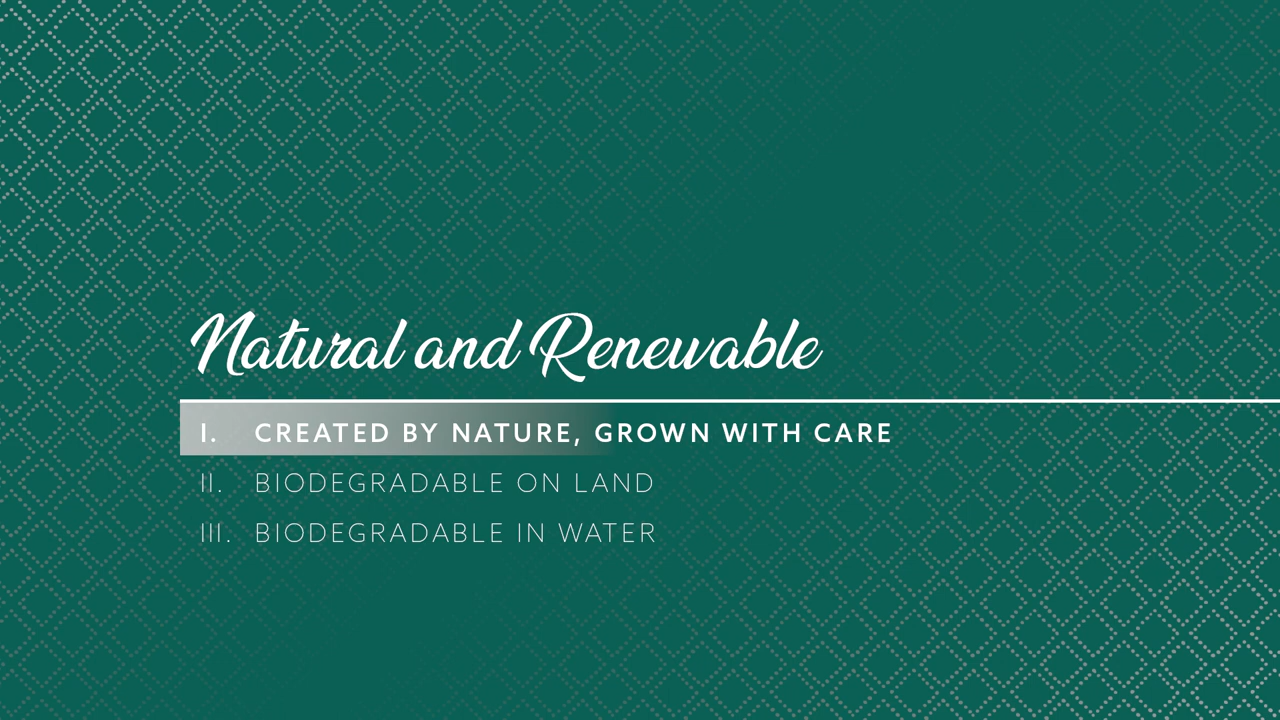 Natural and Renewable
I. CREATED BY NATURE, GROWN WITH CARE
II. BIODEGRADABLE ON LAND
III. BIODEGRADABLE IN WATER